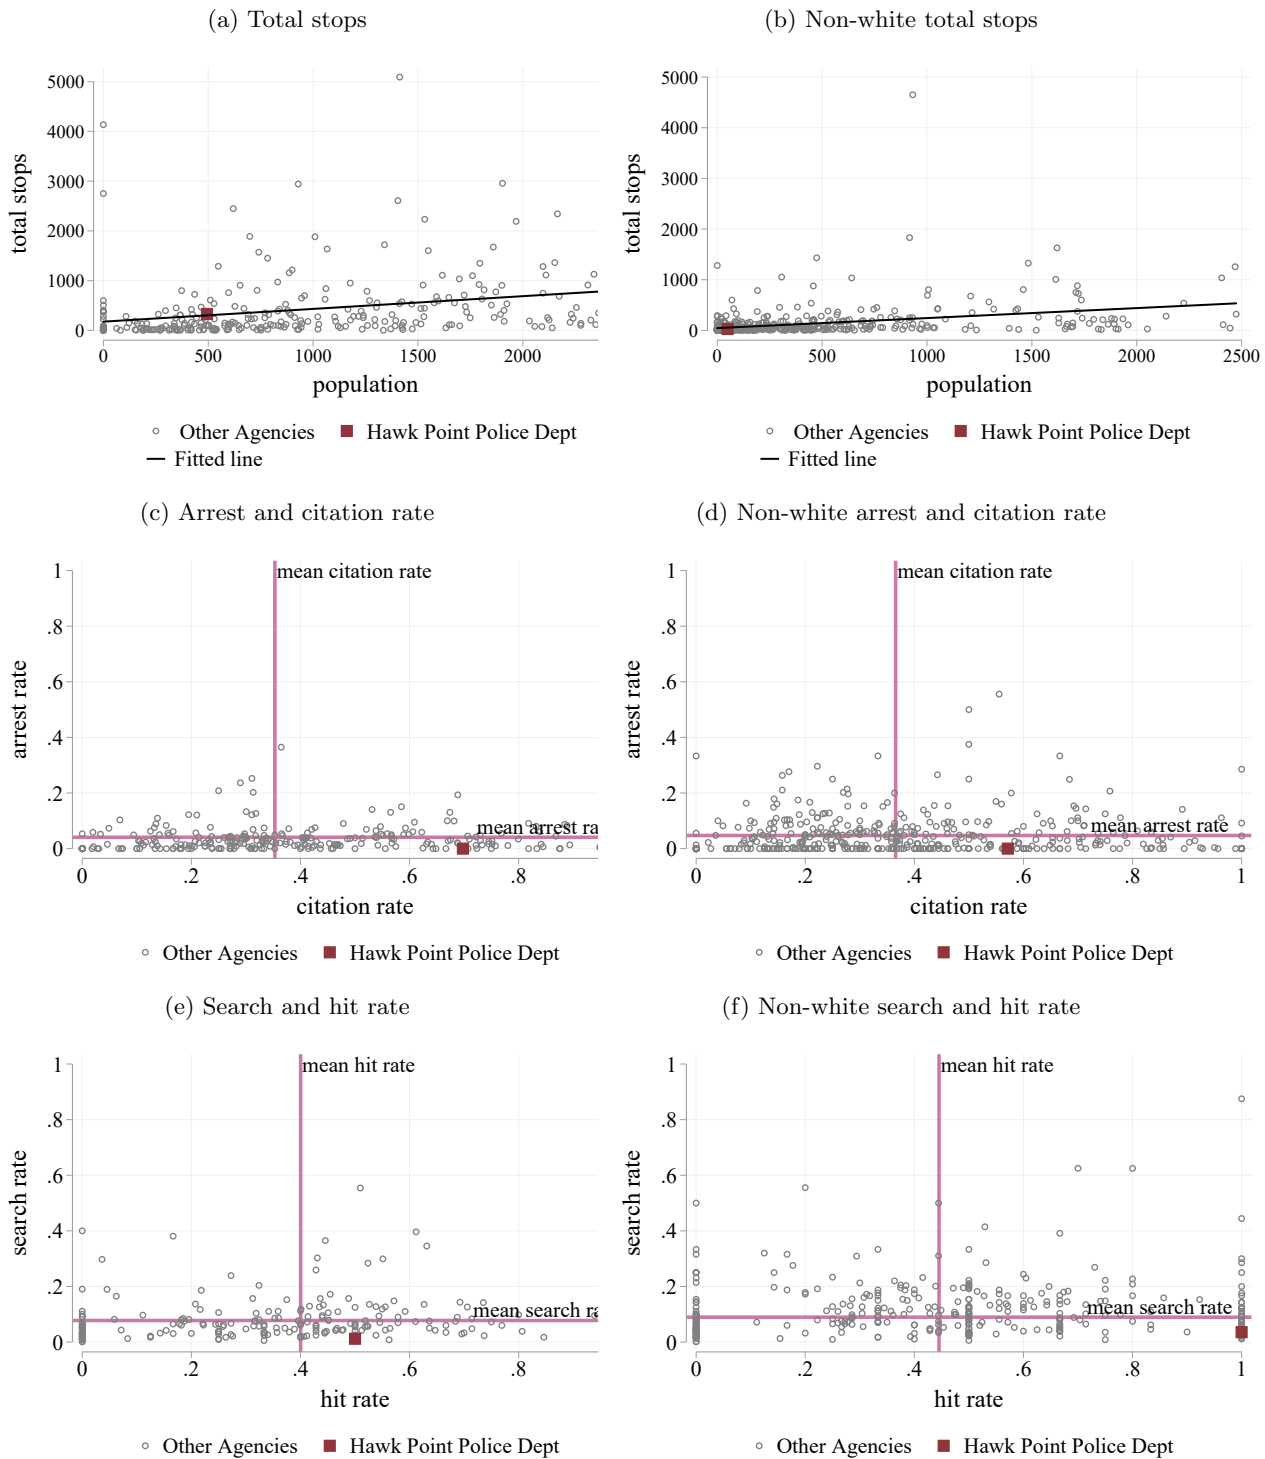 (a) Total stops
(b) Non-white total stops
total stops
5000
4000
3000
2000
1000
0
0 500 1000 1500 2000
population
Other Agencies Hawk Point Police Dept
Fitted line
total stops
5000
4000
3000
2000
1000
0
0 500 1000 1500 2000 2500
population
Other Agencies Hawk Point Police Dept
Fitted line
(c) Arrest and citation rate
(d) Non-white arrest and citation rate
arrest rate
1
.8
.6
.4
.2
0
mean citation rate
mean arrest ra
0 .2 .4 .6 .8
citation rate
Other Agencies Hawk Point Police Dept
arrest rate
1
.8
.6
.4
.2
0
mean citation rate
mean arrest rate
0 .2 .4 .6 .8 1
citation rate
Other Agencies Hawk Point Police Dept
(e) Search and hit rate
(f) Non-white search and hit rate
search rate
1
.8
.6
.4
.2
0
mean hit rate
mean search ra
0 .2 .4 .6 .8
hit rate
Other Agencies Hawk Point Police Dept
search rate
1
.8
.6
.4
.2
0
mean hit rate
mean search rate
0 .2 .4 .6 .8 1
hit rate
Other Agencies Hawk Point Police Dept